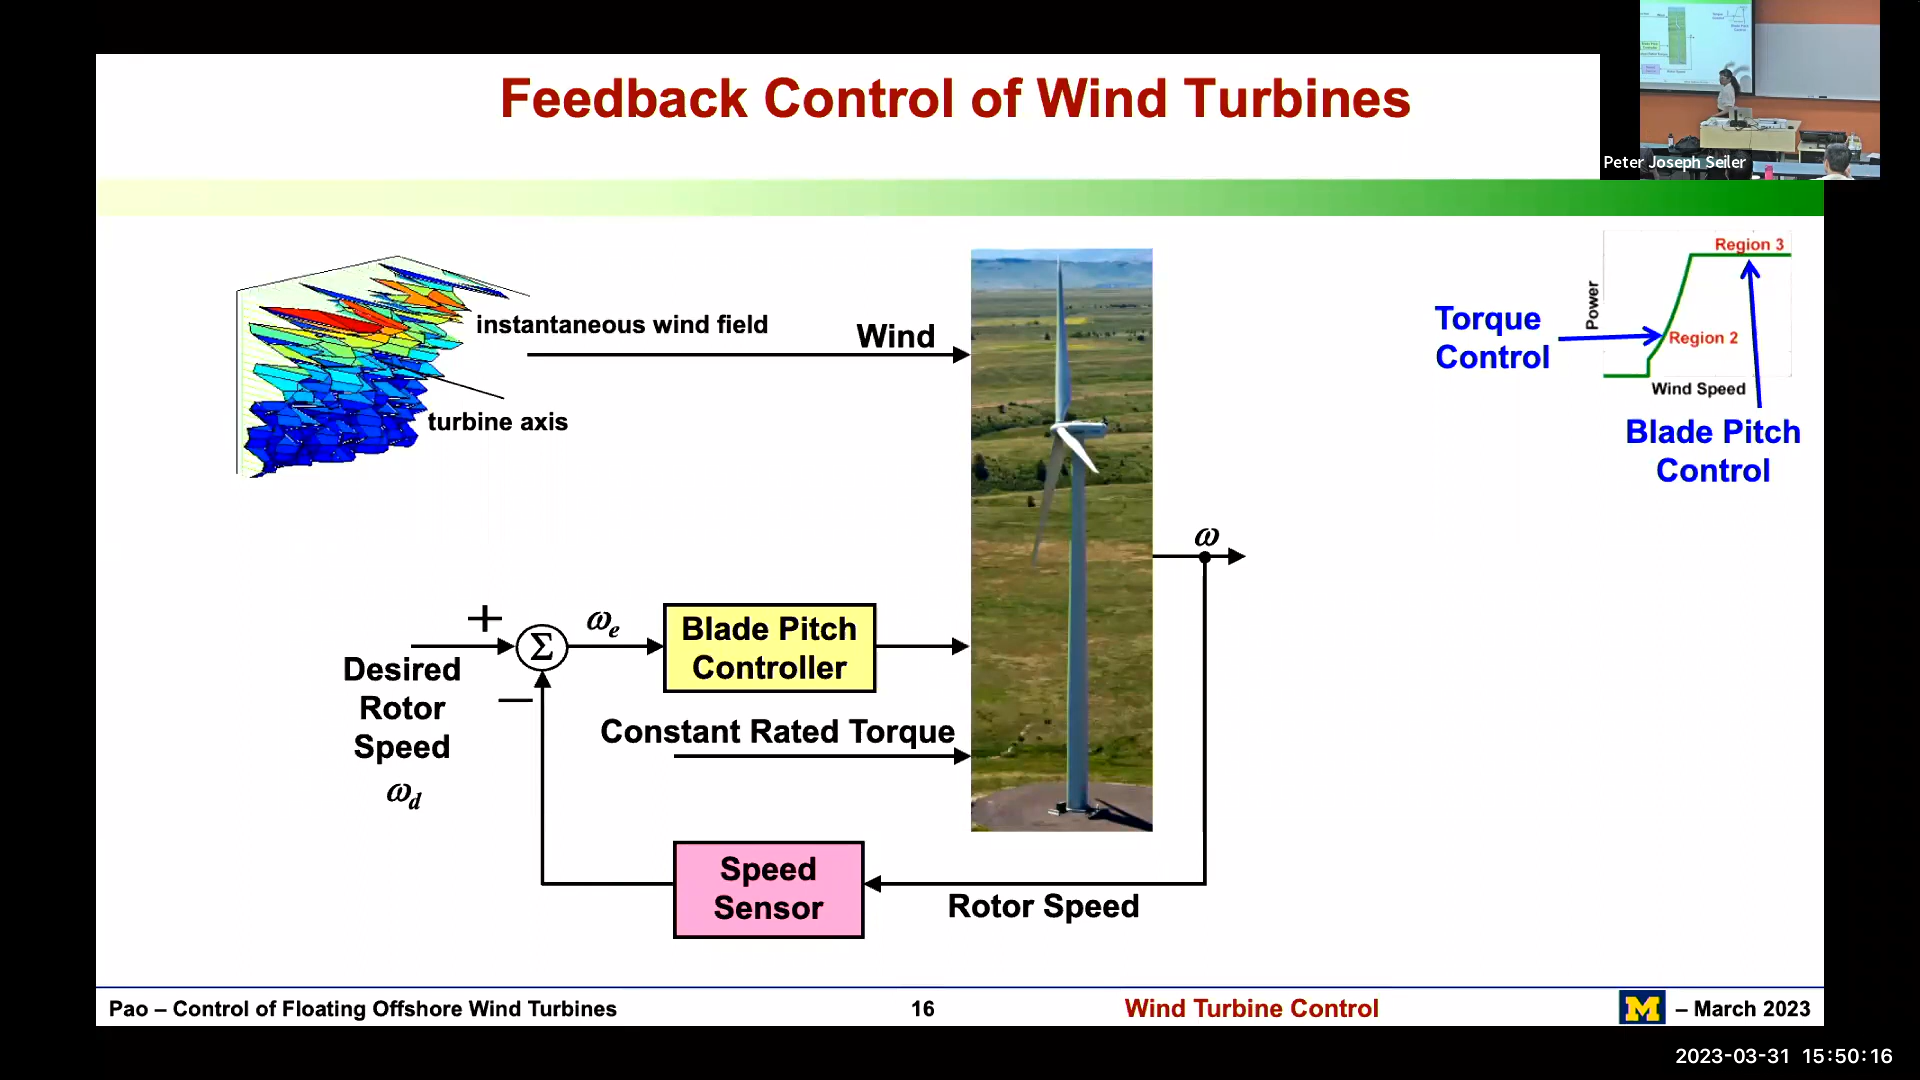 Feedback Control of Wind Turbines
Peter Joseph Seiler
instantaneous wind field
turbine axis
Wind
Torque
Control
Power
Region 3
Region 2
Wind Speed
Blade Pitch
Control
ω
+
Σ
ωe
Blade Pitch
Controller
—
Desired
Rotor
Speed
ωd
Constant Rated Torque
Speed
Sensor
Rotor Speed
Pao – Control of Floating Offshore Wind Turbines
16
Wind Turbine Control
M – March 2023
2023-03-31 15:50:16